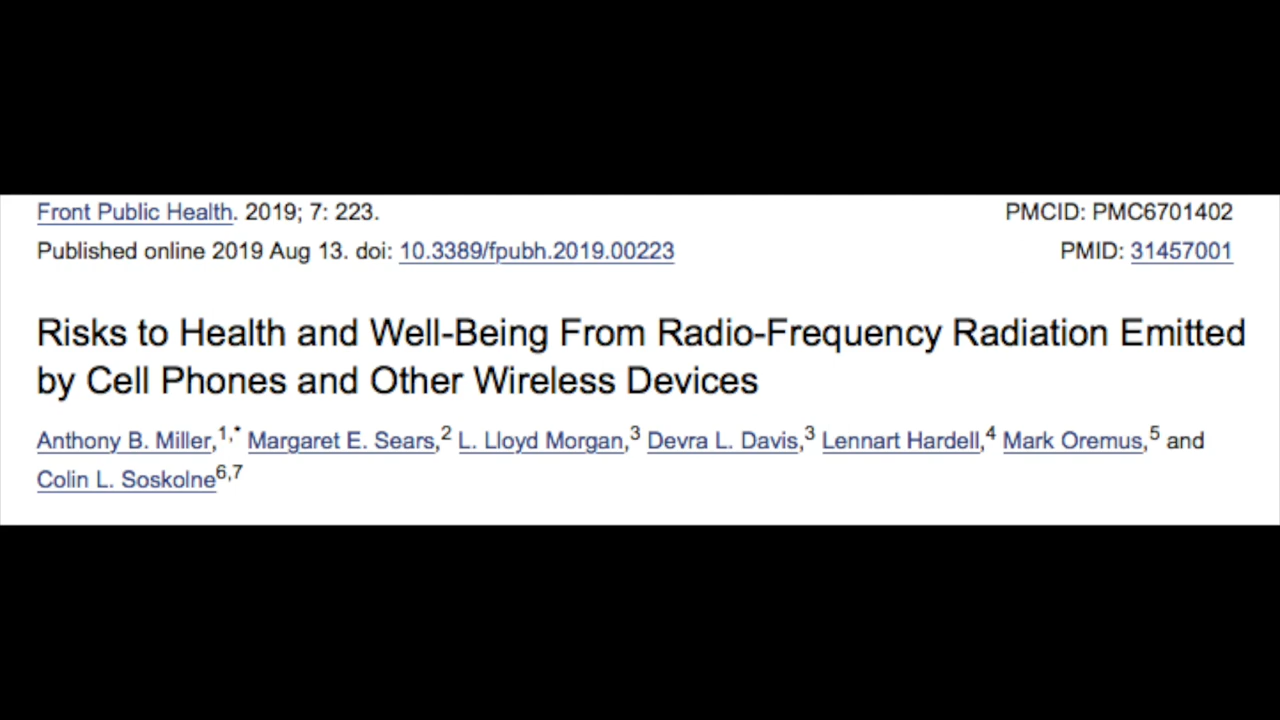 Front Public Health. 2019; 7: 223. PMCID: PMC6701402
Published online 2019 Aug 13. doi: 10.3389/fpubh.2019.00223 PMID: 31457001
Risks to Health and Well-Being From Radio-Frequency Radiation Emitted
by Cell Phones and Other Wireless Devices
Anthony B. Miller,1,* Margaret E. Sears,2 L. Lloyd Morgan,3 Devra L. Davis,3 Lennart Hardell,4 Mark Oremus,5 and
Colin L. Soskolne6,7